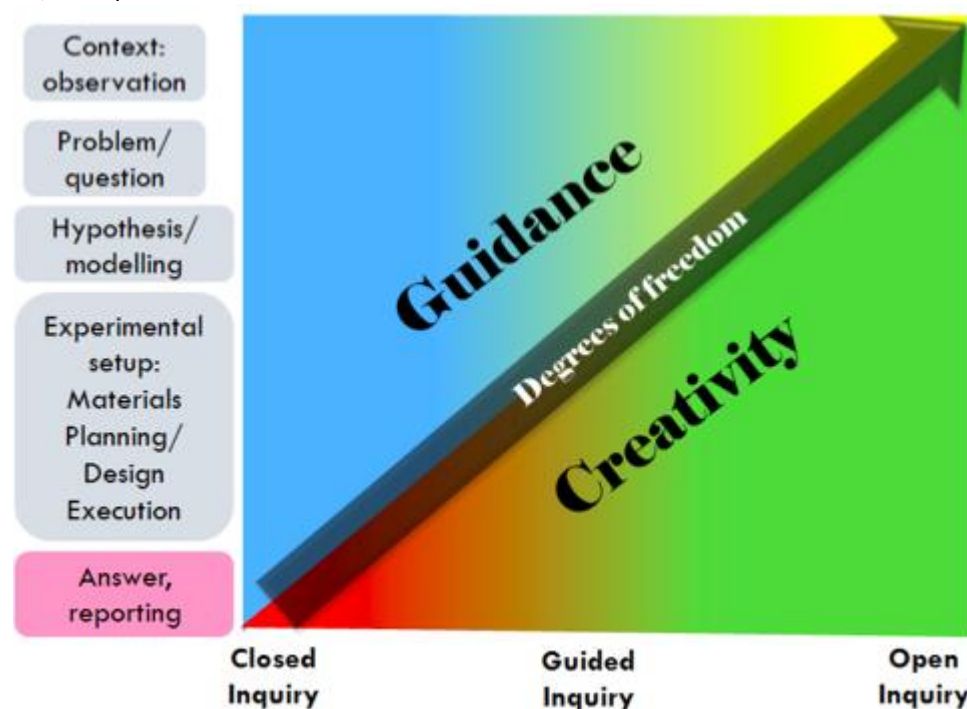 Context:
observation
Problem/
question
Hypothesis/
modelling
Experimental
setup:
Materials
Planning/
Design
Execution
Answer,
reporting
Guidance
Degrees of freedom
Creativity
Closed
Inquiry
Guided
Inquiry
Open
Inquiry